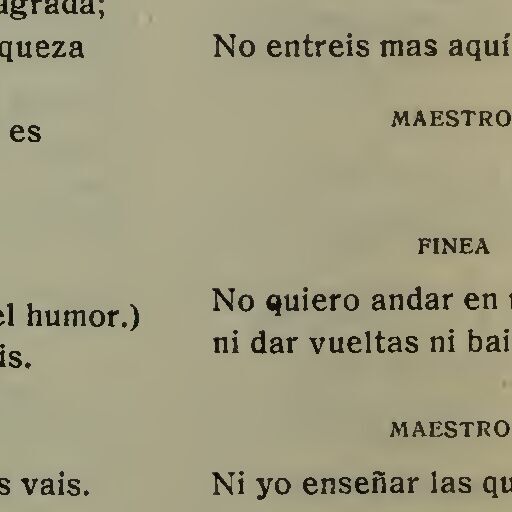 agrada;
queza
es
el humor.)
is.
s vais.
No entreis mas aquí
MAESTRO
FINEA
No quiero andar en
ni dar vueltas ni bai
MAESTRO
Ni yo enseñar las qu